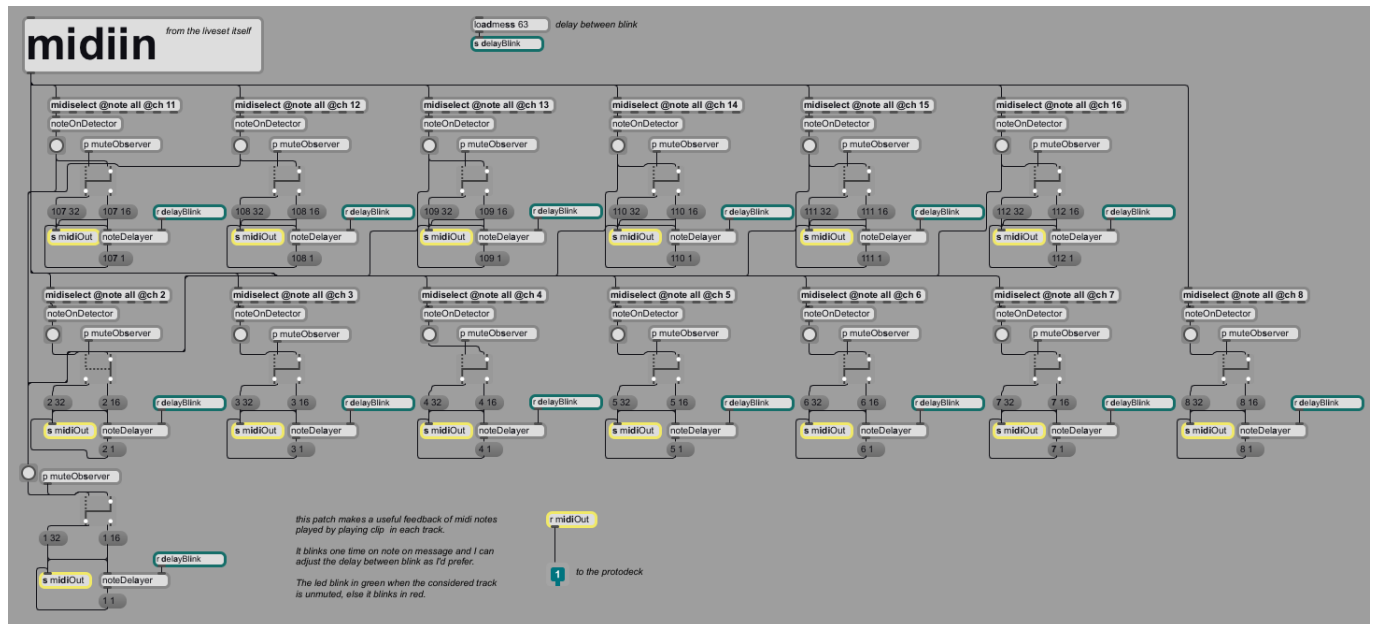 midiin
from the liveset itself
loadmess 63
delay between blink
s delayBlink
midiselect @note all @ch 11
midiselect @note all @ch 12
midiselect @note all @ch 13
midiselect @note all @ch 14
midiselect @note all @ch 15
midiselect @note all @ch 16
noteOnDetector
noteOnDetector
noteOnDetector
noteOnDetector
noteOnDetector
noteOnDetector
p muteObserver
p muteObserver
p muteObserver
p muteObserver
p muteObserver
p muteObserver
107 32
107 16
r delayBlink
108 32
108 16
r delayBlink
109 32
109 16
r delayBlink
110 32
110 16
r delayBlink
111 32
111 16
r delayBlink
112 32
112 16
r delayBlink
s midiOut
noteDelayer
s midiOut
noteDelayer
s midiOut
noteDelayer
s midiOut
noteDelayer
s midiOut
noteDelayer
s midiOut
noteDelayer
107 1
108 1
109 1
110 1
111 1
112 1
midiselect @note all @ch 2
midiselect @note all @ch 3
midiselect @note all @ch 4
midiselect @note all @ch 5
midiselect @note all @ch 6
midiselect @note all @ch 7
midiselect @note all @ch 8
noteOnDetector
noteOnDetector
noteOnDetector
noteOnDetector
noteOnDetector
noteOnDetector
noteOnDetector
p muteObserver
p muteObserver
p muteObserver
p muteObserver
p muteObserver
p muteObserver
p muteObserver
2 32
2 16
r delayBlink
3 32
3 16
r delayBlink
4 32
4 16
r delayBlink
5 32
5 16
r delayBlink
6 32
6 16
r delayBlink
7 32
7 16
r delayBlink
8 32
8 16
r delayBlink
s midiOut
noteDelayer
s midiOut
noteDelayer
s midiOut
noteDelayer
s midiOut
noteDelayer
s midiOut
noteDelayer
s midiOut
noteDelayer
s midiOut
noteDelayer
2 1
3 1
4 1
5 1
6 1
7 1
8 1
p muteObserver
1 32
1 16
r delayBlink
s midiOut
noteDelayer
1 1
this patch makes a useful feedback of midi notes
played by playing clip in each track.
It blinks one time on note on message and I can
adjust the delay between blink as I'd prefer.
The led blink in green when the considered track
is unmuted, else it blinks in red.
r midiOut
1
to the protodeck